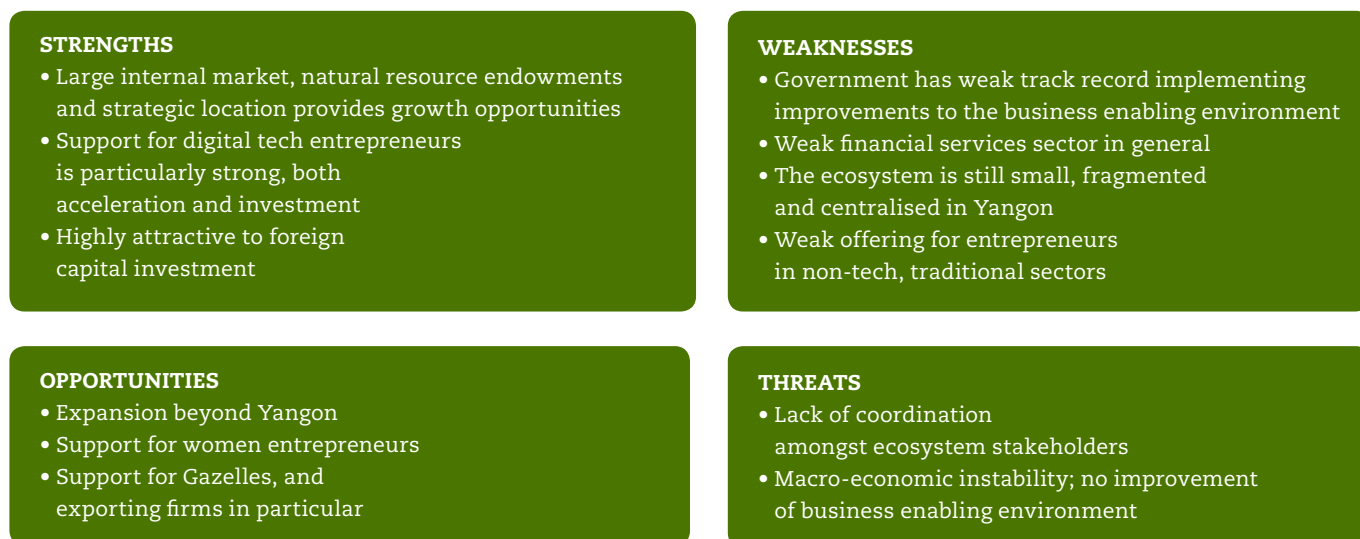 STRENGTHS
• Large internal market, natural resource endowments
and strategic location provides growth opportunities
• Support for digital tech entrepreneurs
is particularly strong, both
acceleration and investment
• Highly attractive to foreign
capital investment
WEAKNESSES
• Government has weak track record implementing
improvements to the business enabling environment
• Weak financial services sector in general
• The ecosystem is still small, fragmented
and centralised in Yangon
• Weak offering for entrepreneurs
in non-tech, traditional sectors
OPPORTUNITIES
• Expansion beyond Yangon
• Support for women entrepreneurs
• Support for Gazelles, and
exporting firms in particular
THREATS
• Lack of coordination
amongst ecosystem stakeholders
• Macro-economic instability; no improvement
of business enabling environment